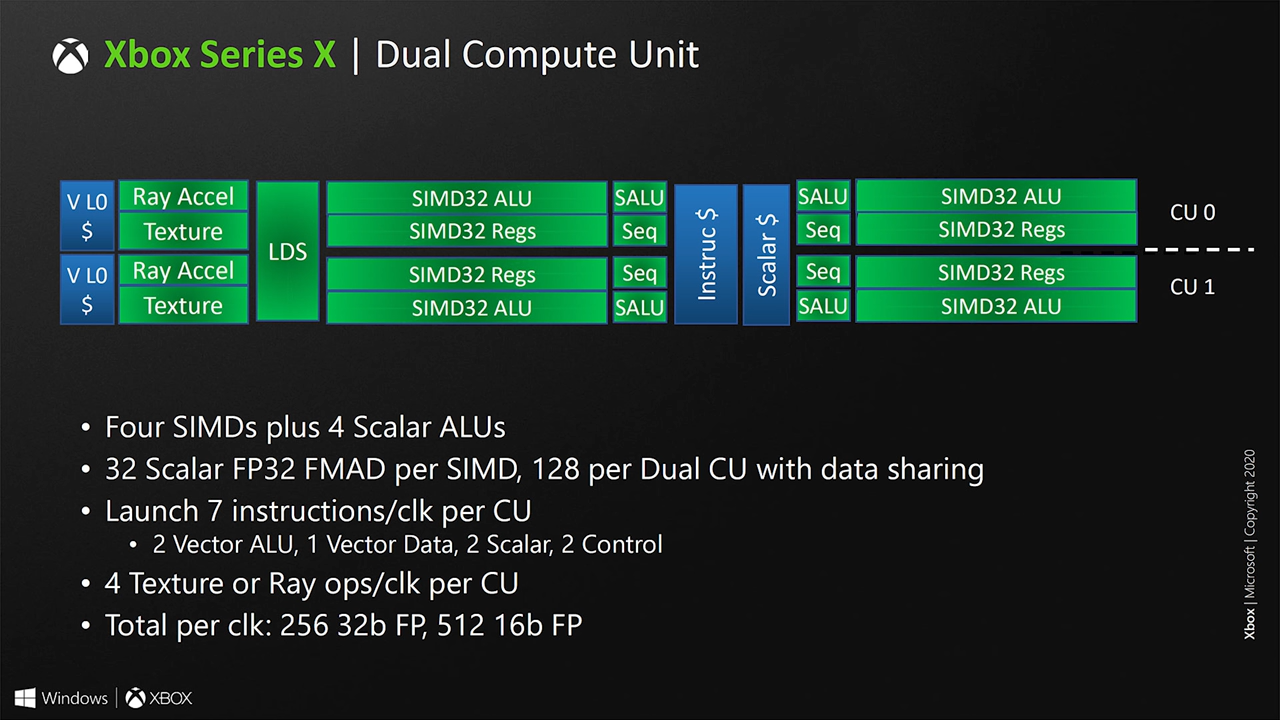 Xbox Series X | Dual Compute Unit
V L0 $
Ray Accel
Texture
V L0 $
Ray Accel
Texture
LDS
SIMD32 ALU
SIMD32 Regs
SIMD32 Regs
SIMD32 ALU
SALU
Seq
Seq
SALU
Instruc $
Scalar $
SALU
Seq
Seq
SALU
SIMD32 ALU
SIMD32 Regs
SIMD32 Regs
SIMD32 ALU
CU 0
CU 1
• Four SIMDs plus 4 Scalar ALUs
• 32 Scalar FP32 FMAD per SIMD, 128 per Dual CU with data sharing
• Launch 7 instructions/clk per CU
• 2 Vector ALU, 1 Vector Data, 2 Scalar, 2 Control
• 4 Texture or Ray ops/clk per CU
• Total per clk: 256 32b FP, 512 16b FP
Xbox | Microsoft | Copyright 2020
Windows | XBOX